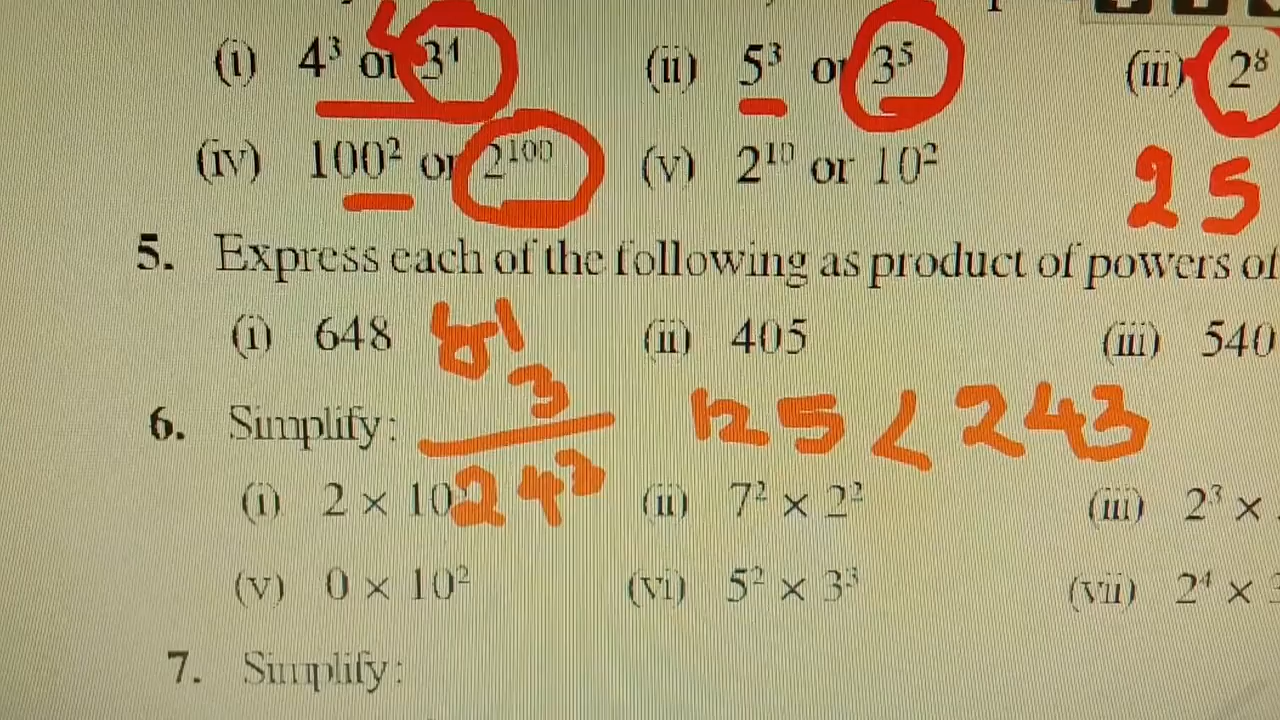 (i) 4³ or 3⁴ (ii) 5³ or 3⁵ (iii) 2⁸
(iv) 100² or 2¹⁰⁰ (v) 2¹⁰ or 10² 25
5. Express each of the following as product of powers of
(i) 648 81 (ii) 405 (iii) 540
3
6. Simplify: 125 < 243
(i) 2 × 10 243 (ii) 7² × 2² (iii) 2³ ×
(v) 0 × 10² (vi) 5² × 3³ (vii) 2⁴ × 3
7. Simplify: